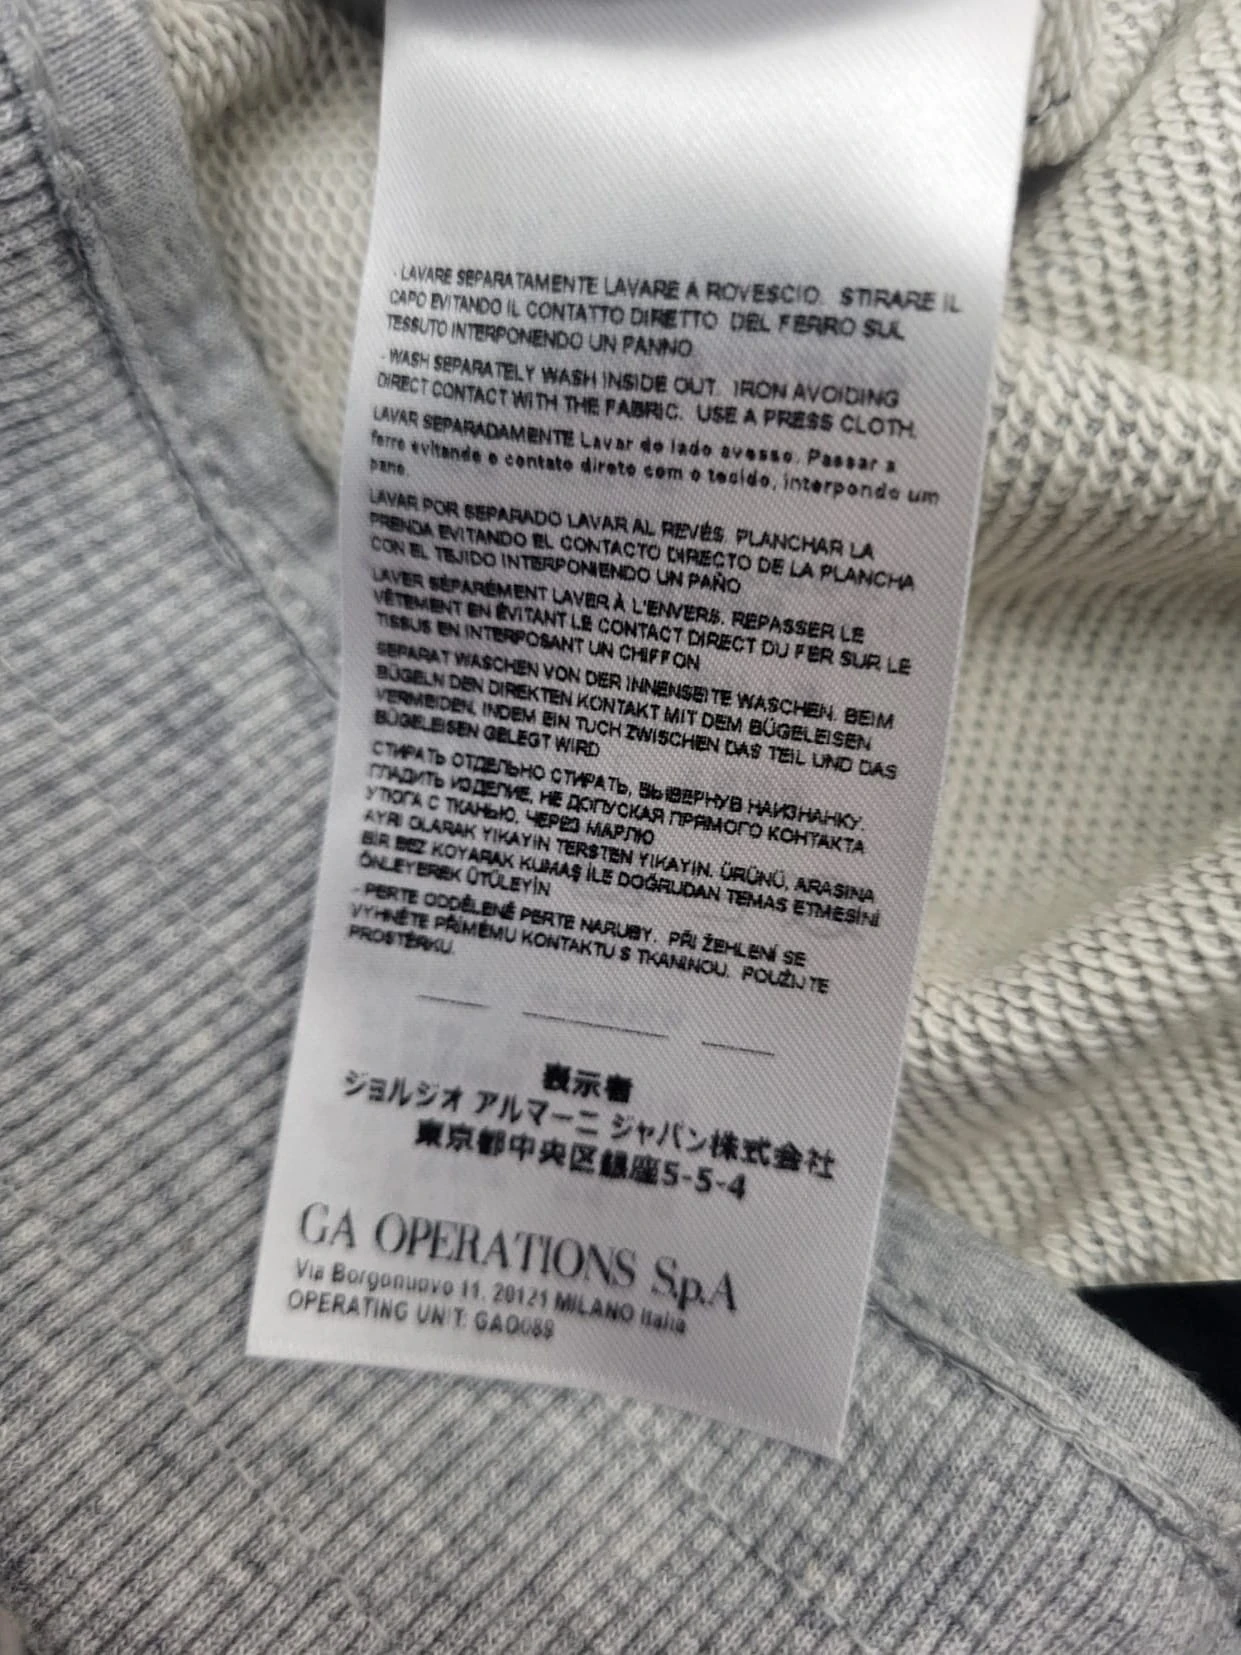 - LAVARE SEPARATAMENTE LAVARE A ROVESCIO. STIRARE IL
CAPO EVITANDO IL CONTATTO DIRETTO DEL FERRO SUL
TESSUTO INTERPONENDO UN PANNO
- WASH SEPARATELY WASH INSIDE OUT. IRON AVOIDING
DIRECT CONTACT WITH THE FABRIC. USE A PRESS CLOTH.
LAVAR SEPARADAMENTE Lavar do lado avesso. Passar a
ferro evitando o contato direto com o tecido, interpondo um
pano.
LAVAR POR SEPARADO LAVAR AL REVÉS. PLANCHAR LA
PRENDA EVITANDO EL CONTACTO DIRECTO DE LA PLANCHA
CON EL TEJIDO INTERPONIENDO UN PAÑO
LAVER SÉPARÉMENT LAVER À L'ENVERS. REPASSER LE
VÊTEMENT EN ÉVITANT LE CONTACT DIRECT DU FER SUR LE
TISSUS EN INTERPOSANT UN CHIFFON
SEPARAT WASCHEN VON DER INNENSEITE WASCHEN. BEIM
BÜGELN DEN DIREKTEN KONTAKT MIT DEM BÜGELEISEN
VERMEIDEN, INDEM EIN TUCH ZWISCHEN DAS TEIL UND DAS
BÜGELEISEN GELEGT WIRD
СТИРАТЬ ОТДЕЛЬНО СТИРАТЬ, ВЫВЕРНУВ НАИЗНАНКУ.
ГЛАДИТЬ ИЗДЕЛИЕ, НЕ ДОПУСКАЯ ПРЯМОГО КОНТАКТА
УТЮГА С ТКАНЬЮ, ЧЕРЕЗ МАРЛЮ
AYRI OLARAK YIKAYIN TERSTEN YIKAYIN. ÜRÜNÜ, ARASINA
BİR BEZ KOYARAK KUMAŞ İLE DOĞRUDAN TEMAS ETMESİNİ
ÖNLEYEREK ÜTÜLEYİN
- PERTE ODDĚLENĚ PERTE NARUBY. PŘI ŽEHLENÍ SE
VYHNĚTE PŘÍMÉMU KONTAKTU S TKANINOU. POUŽIJTE
PROSTĚRKU.
表示者
ジョルジオ アルマーニ ジャパン株式会社
東京都中央区銀座5-5-4
GA OPERATIONS S.p.A
Via Borgonuovo 11, 20121 MILANO Italia
OPERATING UNIT: GAO088